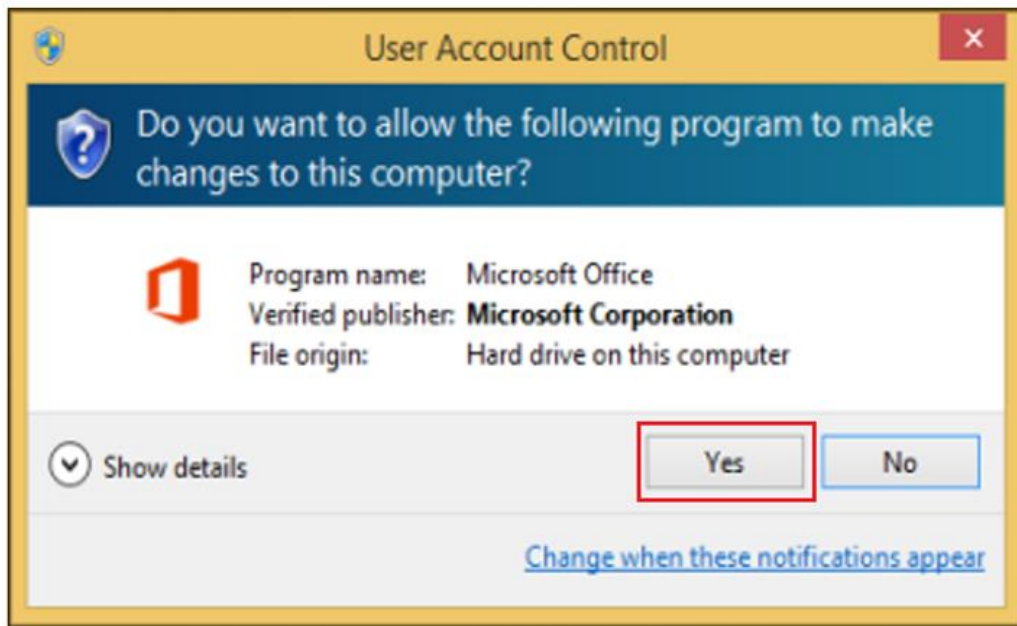 User Account Control
Do you want to allow the following program to make
changes to this computer?
Program name: Microsoft Office
Verified publisher: Microsoft Corporation
File origin: Hard drive on this computer
Show details
Yes
No
Change when these notifications appear